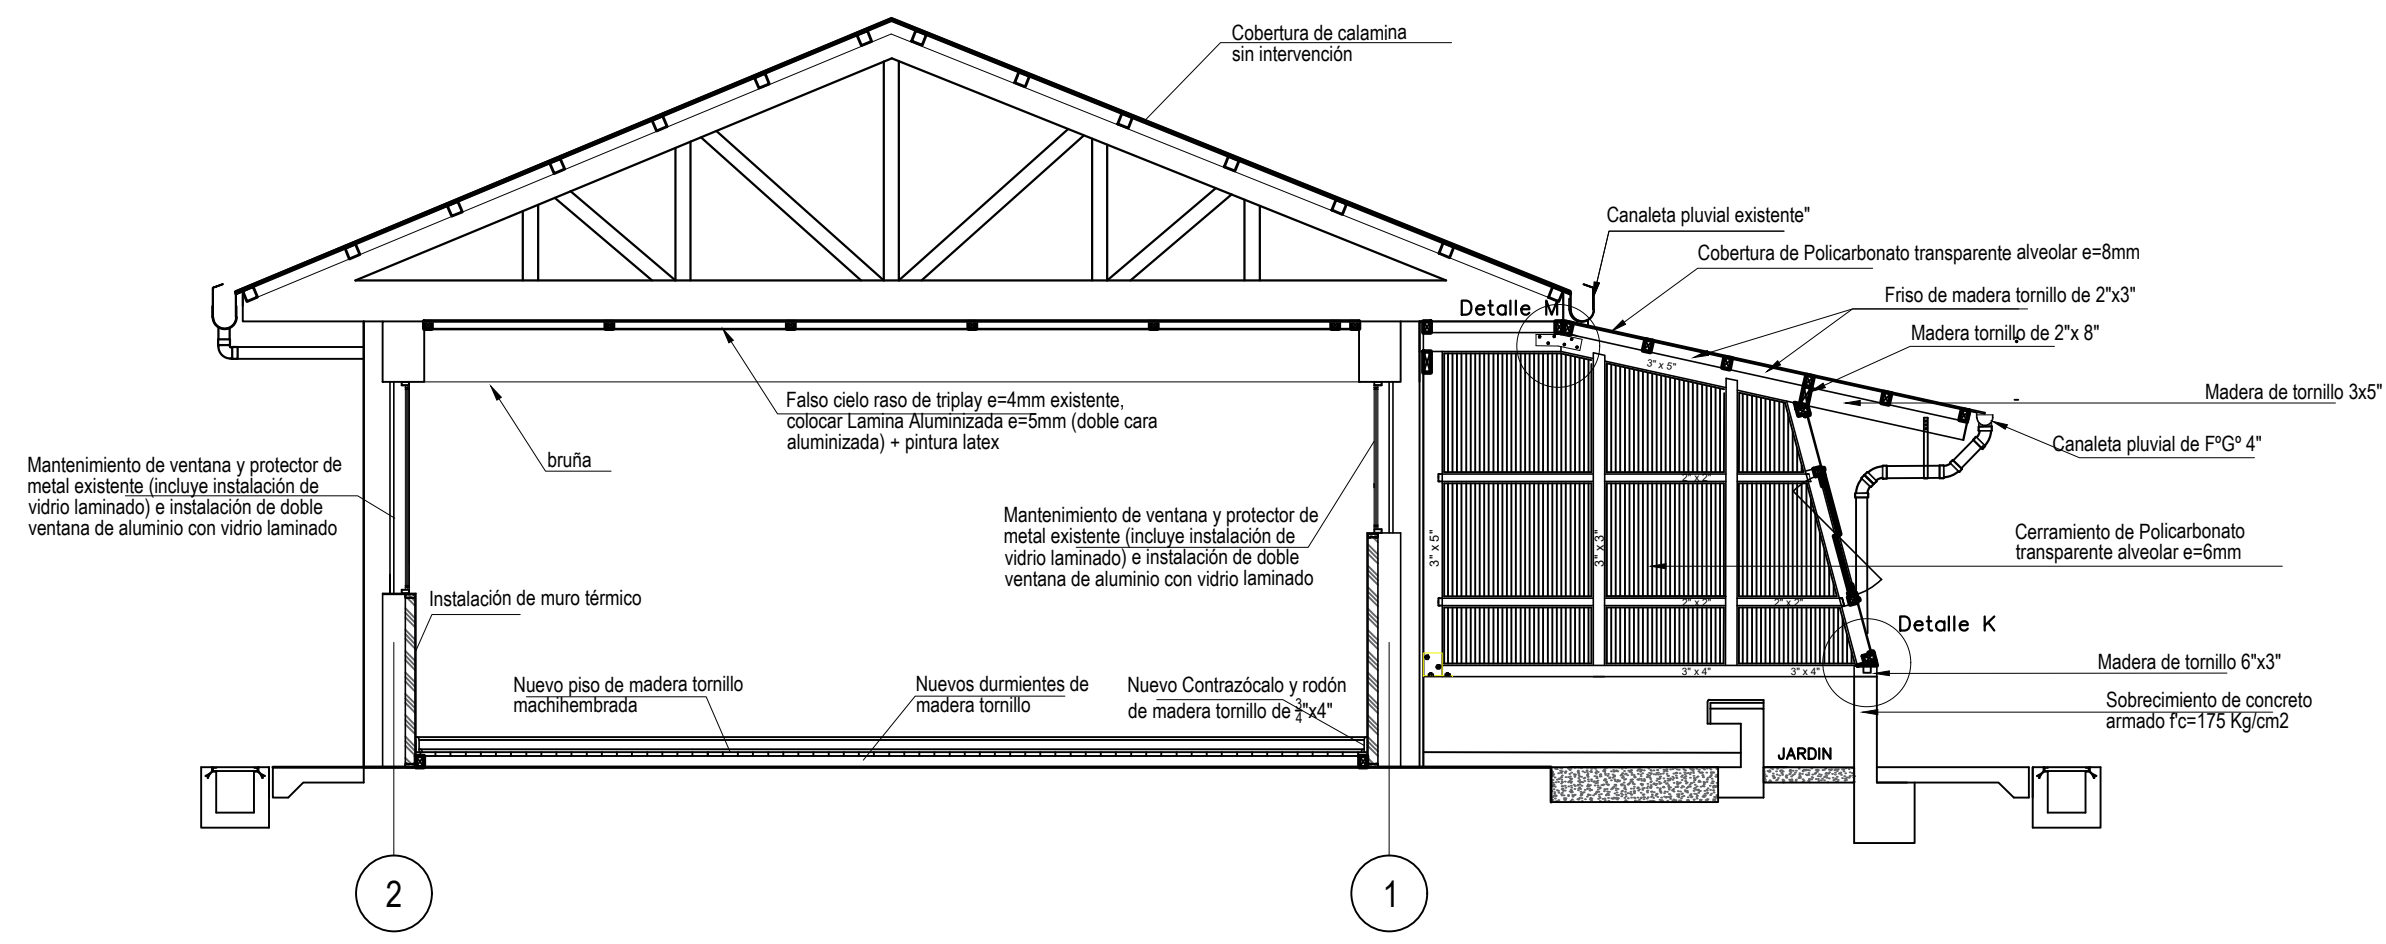 Cobertura de calamina
sin intervención
Canaleta pluvial existente"
Cobertura de Policarbonato transparente alveolar e=8mm
Friso de madera tornillo de 2"x3"
Detalle M
Madera tornillo de 2"x 8"
3" x 5"
Madera de tornillo 3x5"
Falso cielo raso de triplay e=4mm existente,
colocar Lamina Aluminizada e=5mm (doble cara
aluminizada) + pintura latex
Canaleta pluvial de FºGº 4"
bruña
Mantenimiento de ventana y protector de
metal existente (incluye instalación de
vidrio laminado) e instalación de doble
ventana de aluminio con vidrio laminado
2" x 2"
Mantenimiento de ventana y protector de
metal existente (incluye instalación de
vidrio laminado) e instalación de doble
ventana de aluminio con vidrio laminado
3" x 5"
3" x 3"
Cerramiento de Policarbonato
transparente alveolar e=6mm
Instalación de muro térmico
2" x 2"
2" x 2"
Detalle K
3" x 4"
3" x 4"
Madera de tornillo 6"x3"
Nuevo piso de madera tornillo
machihembrada
Nuevos durmientes de
madera tornillo
Nuevo Contrazócalo y rodón
de madera tornillo de 3/4"x4"
Sobrecimiento de concreto
armado f'c=175 Kg/cm2
JARDIN
2
1